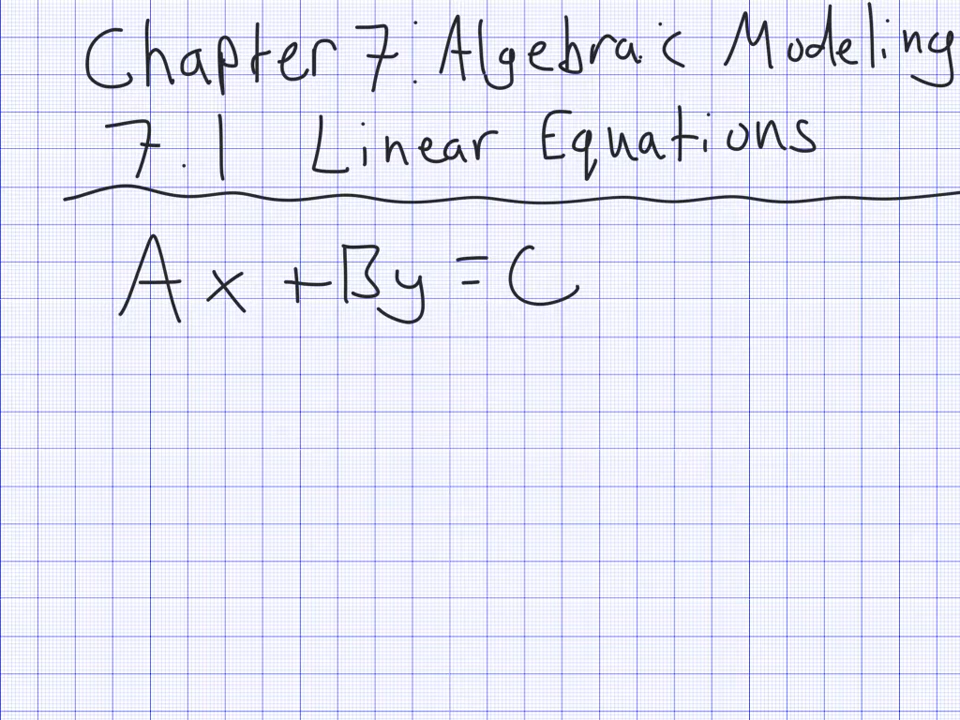 Chapter 7: Algebraic Modeling
7.1 Linear Equations
Ax + By = C